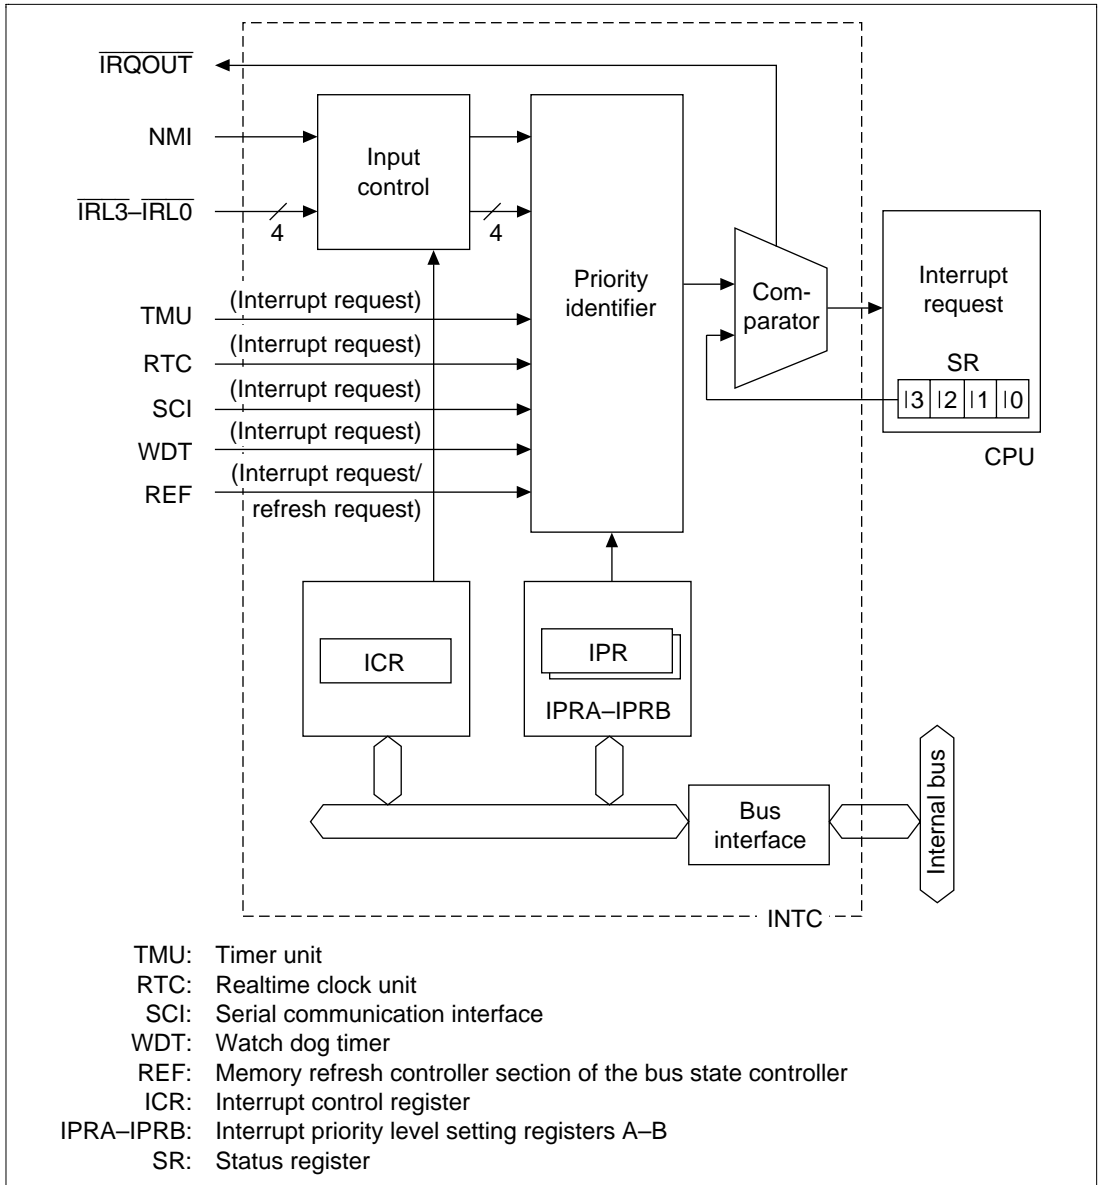 IRQOUT
NMI
Input
control
IRL3–IRL0
4
4
Priority
identifier
Com-
parator
Interrupt
request
SR
I3 I2 I1 I0
CPU
TMU
(Interrupt request)
RTC
(Interrupt request)
SCI
(Interrupt request)
WDT
(Interrupt request)
REF
(Interrupt request/
refresh request)
ICR
IPR
IPRA–IPRB
Bus
interface
Internal bus
INTC
TMU: Timer unit
RTC: Realtime clock unit
SCI: Serial communication interface
WDT: Watch dog timer
REF: Memory refresh controller section of the bus state controller
ICR: Interrupt control register
IPRA–IPRB: Interrupt priority level setting registers A–B
SR: Status register